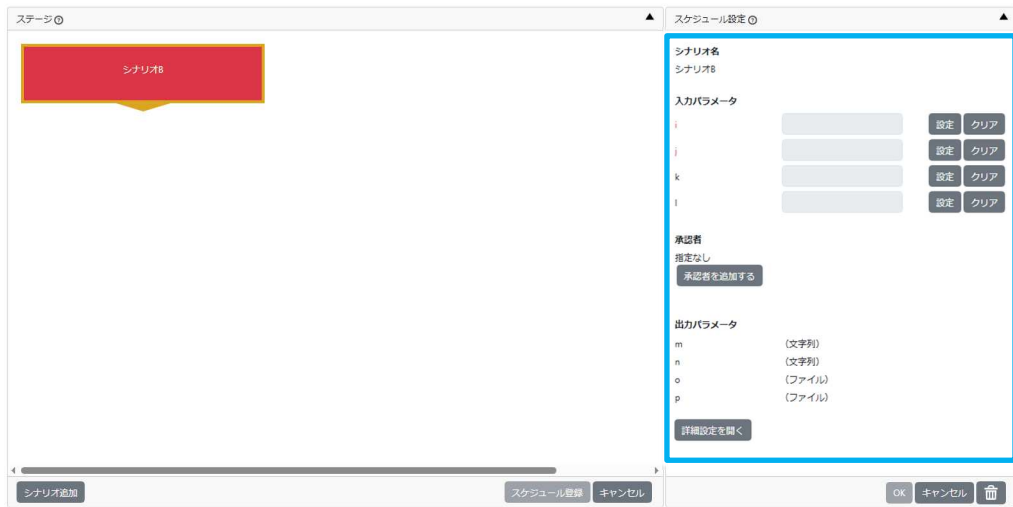 ステージ
シナリオB
シナリオ追加
スケジュール登録
キャンセル
スケジュール設定
シナリオ名
シナリオB
入力パラメータ
i 設定 クリア
j 設定 クリア
k 設定 クリア
l 設定 クリア
承認者
指定なし
承認者を追加する
出力パラメータ
m （文字列）
n （文字列）
o （ファイル）
p （ファイル）
詳細設定を開く
OK キャンセル